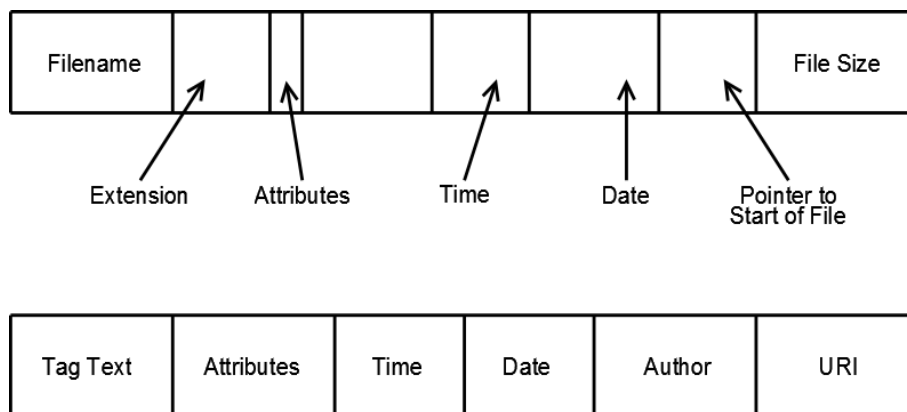 Filename
File Size
Extension
Attributes
Time
Date
Pointer to
Start of File
Tag Text
Attributes
Time
Date
Author
URI